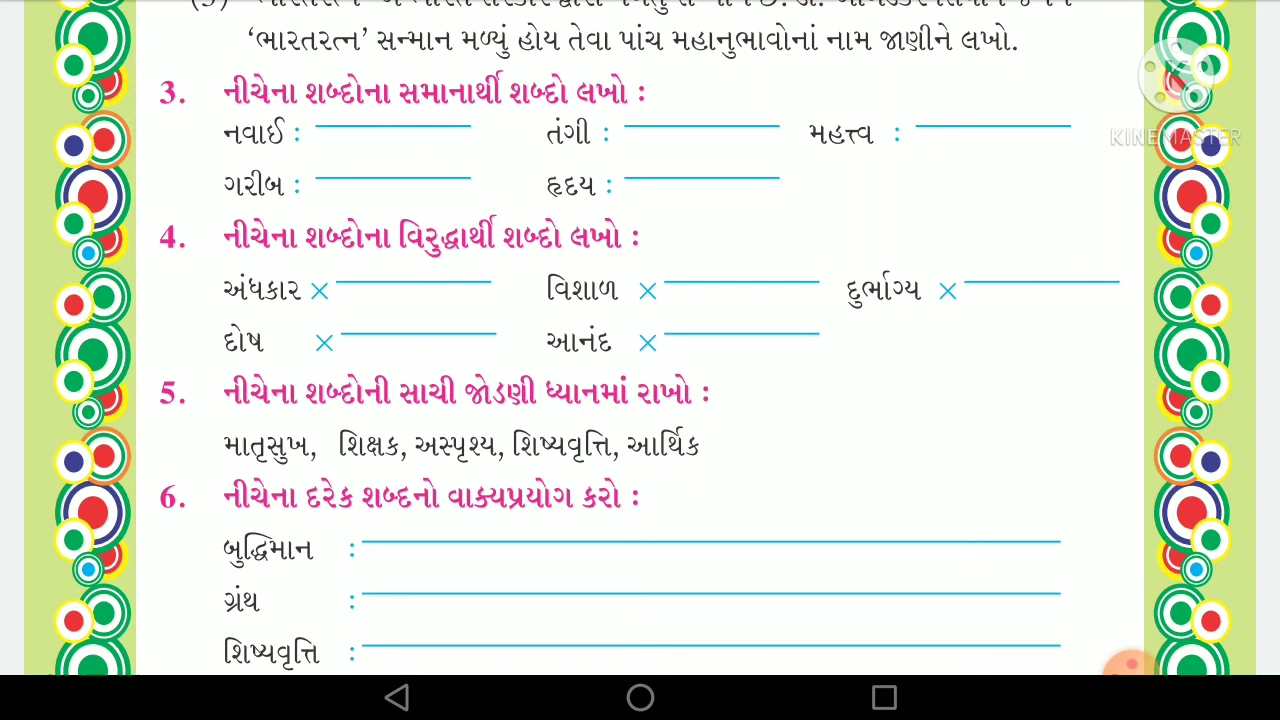 ‘ભારતરત્ન’ સન્માન મળ્યું હોય તેવા પાંચ મહાનુભાવોનાં નામ જાણીને લખો.
3. નીચેના શબ્દોના સમાનાર્થી શબ્દો લખો :
નવાઈ : તંગી : મહત્ત્વ :
KINEMASTER
ગરીબ : હૃદય :
4. નીચેના શબ્દોના વિરુદ્ધાર્થી શબ્દો લખો :
અંધકાર × વિશાળ × દુર્ભાગ્ય ×
દોષ × આનંદ ×
5. નીચેના શબ્દોની સાચી જોડણી ધ્યાનમાં રાખો :
માતૃસુખ, શિક્ષક, અસ્પૃશ્ય, શિષ્યવૃત્તિ, આર્થિક
6. નીચેના દરેક શબ્દનો વાક્યપ્રયોગ કરો :
બુદ્ધિમાન :
ગ્રંથ :
શિષ્યવૃત્તિ :